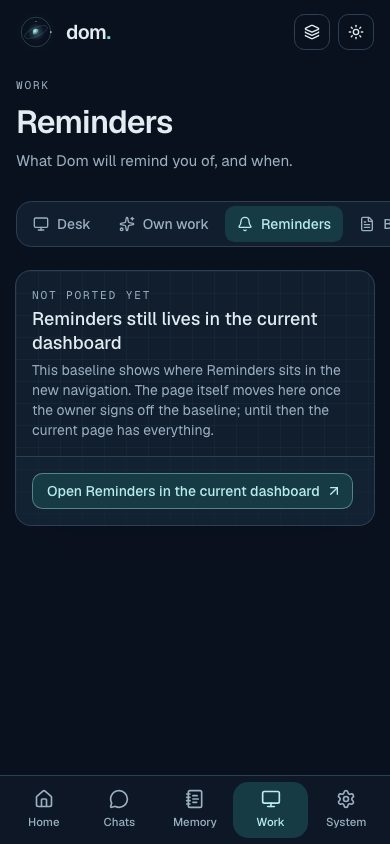 dom.
WORK
Reminders
What Dom will remind you of, and when.
Desk
Own work
Reminders
NOT PORTED YET
Reminders still lives in the current
dashboard
This baseline shows where Reminders sits in the
new navigation. The page itself moves here once
the owner signs off the baseline; until then the
current page has everything.
Open Reminders in the current dashboard
Home
Chats
Memory
Work
System